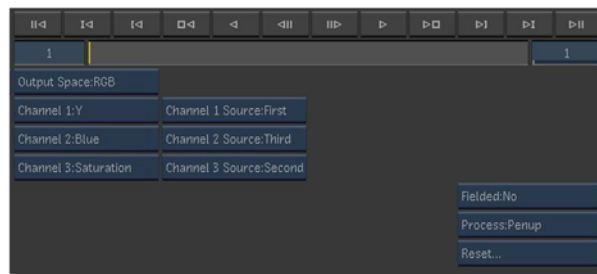 1 1
Output Space:RGB
Channel 1:Y Channel 1 Source:First
Channel 2:Blue Channel 2 Source:Third
Channel 3:Saturation Channel 3 Source:Second
Fielded:No
Process:Penup
Reset...